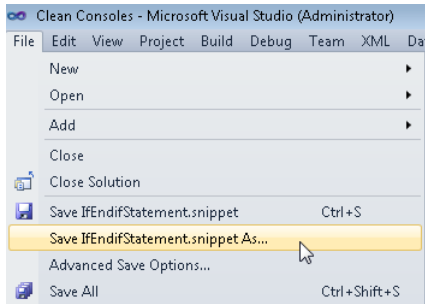 Clean Consoles - Microsoft Visual Studio (Administrator)
File Edit View Project Build Debug Team XML
New
Open
Add
Close
Close Solution
Save IfEndifStatement.snippet Ctrl+S
Save IfEndifStatement.snippet As...
Advanced Save Options...
Save All Ctrl+Shift+S